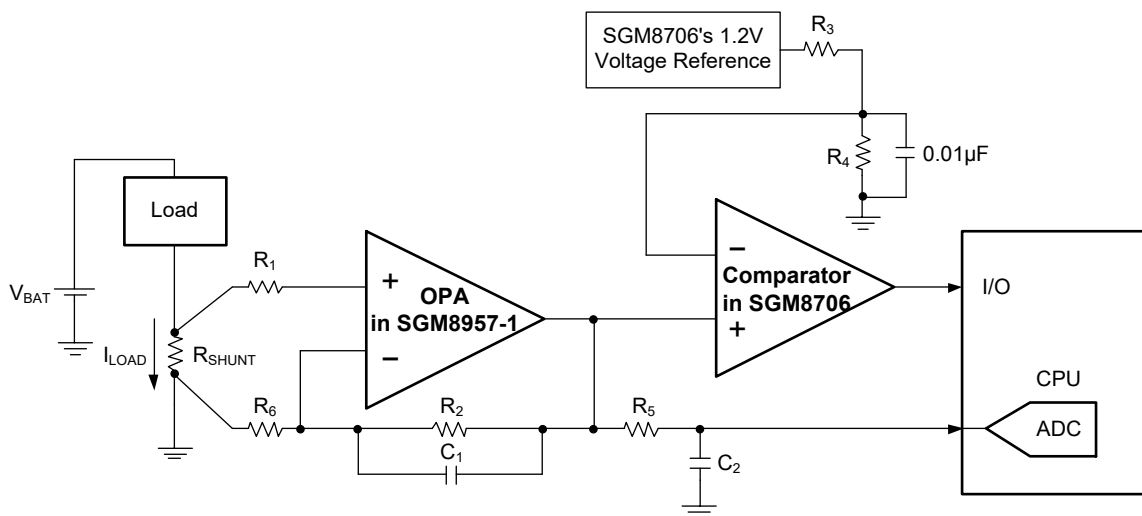 SGM8706's 1.2V
Voltage Reference
R3
R4
0.01µF
Load
VBAT
ILOAD
RSHUNT
R1
+
OPA
in SGM8957-1
−
R6
R2
C1
R5
C2
−
Comparator
in SGM8706
+
I/O
CPU
ADC